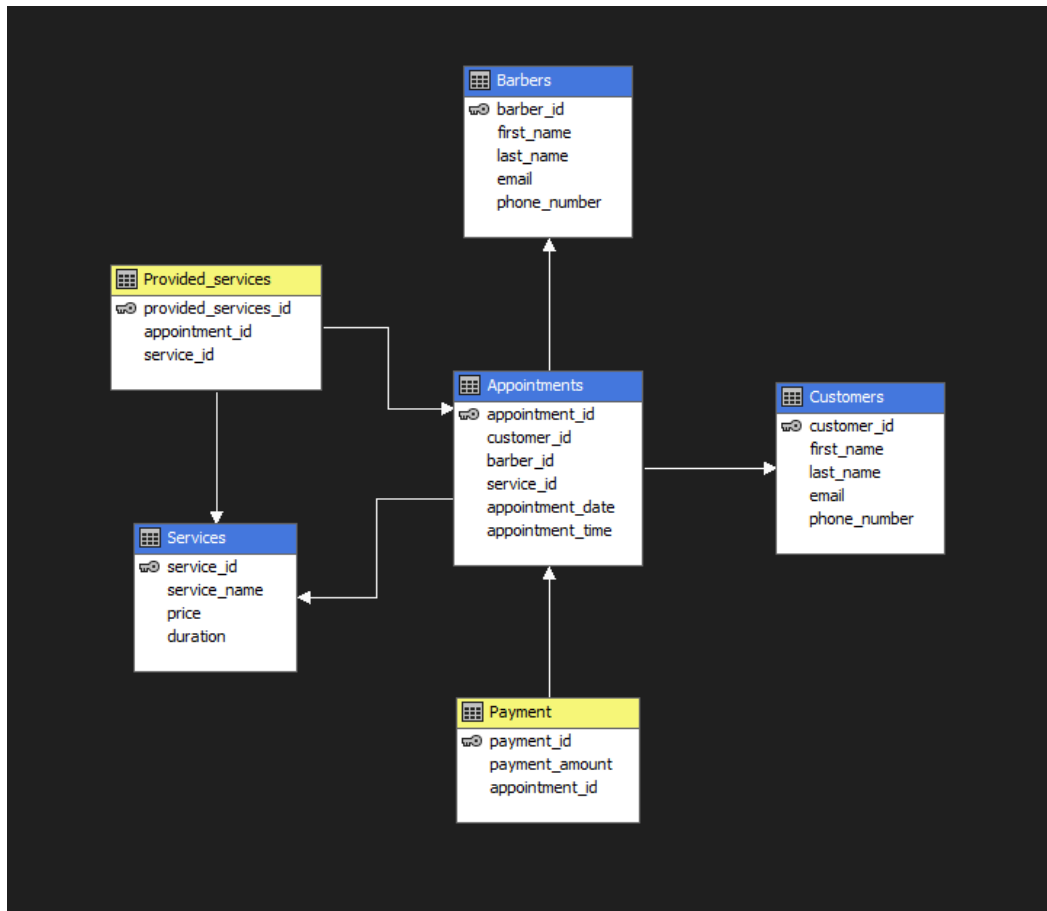 Barbers
barber_id
first_name
last_name
email
phone_number
Provided_services
provided_services_id
appointment_id
service_id
Appointments
appointment_id
customer_id
barber_id
service_id
appointment_date
appointment_time
Customers
customer_id
first_name
last_name
email
phone_number
Services
service_id
service_name
price
duration
Payment
payment_id
payment_amount
appointment_id